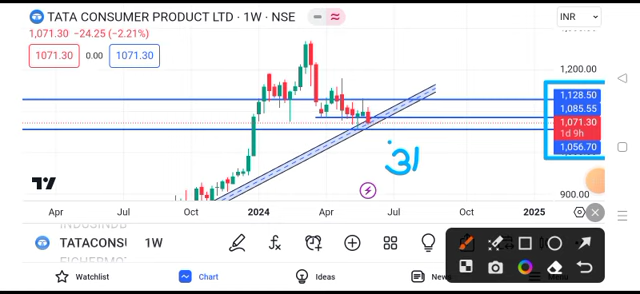 TATA CONSUMER PRODUCT LTD · 1W · NSE
INR
1,071.30 −24.25 (−2.21%)
1071.30 0.00 1071.30
1,200.00
1,128.50
1,085.55
1,071.30
1d 9h
1,056.70
31
900.00
Apr Jul Oct 2024 Apr Jul Oct 2025
TATACONSU 1W
Watchlist Chart Ideas News Menu